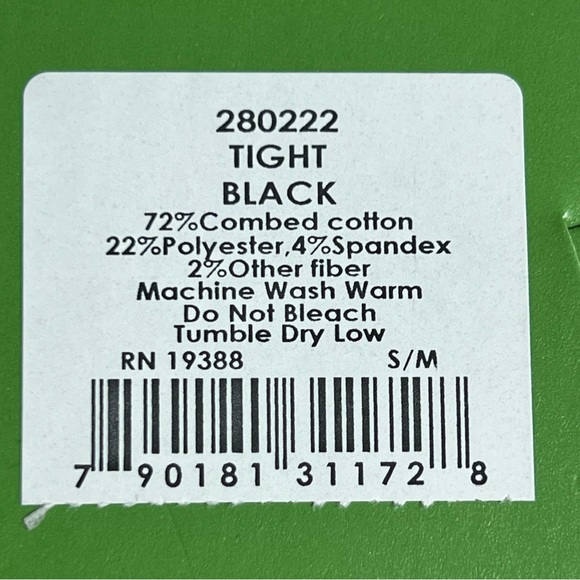 280222
TIGHT
BLACK
72%Combed cotton
22%Polyester,4%Spandex
2%Other fiber
Machine Wash Warm
Do Not Bleach
Tumble Dry Low
RN 19388 S/M
7 90181 31172 8